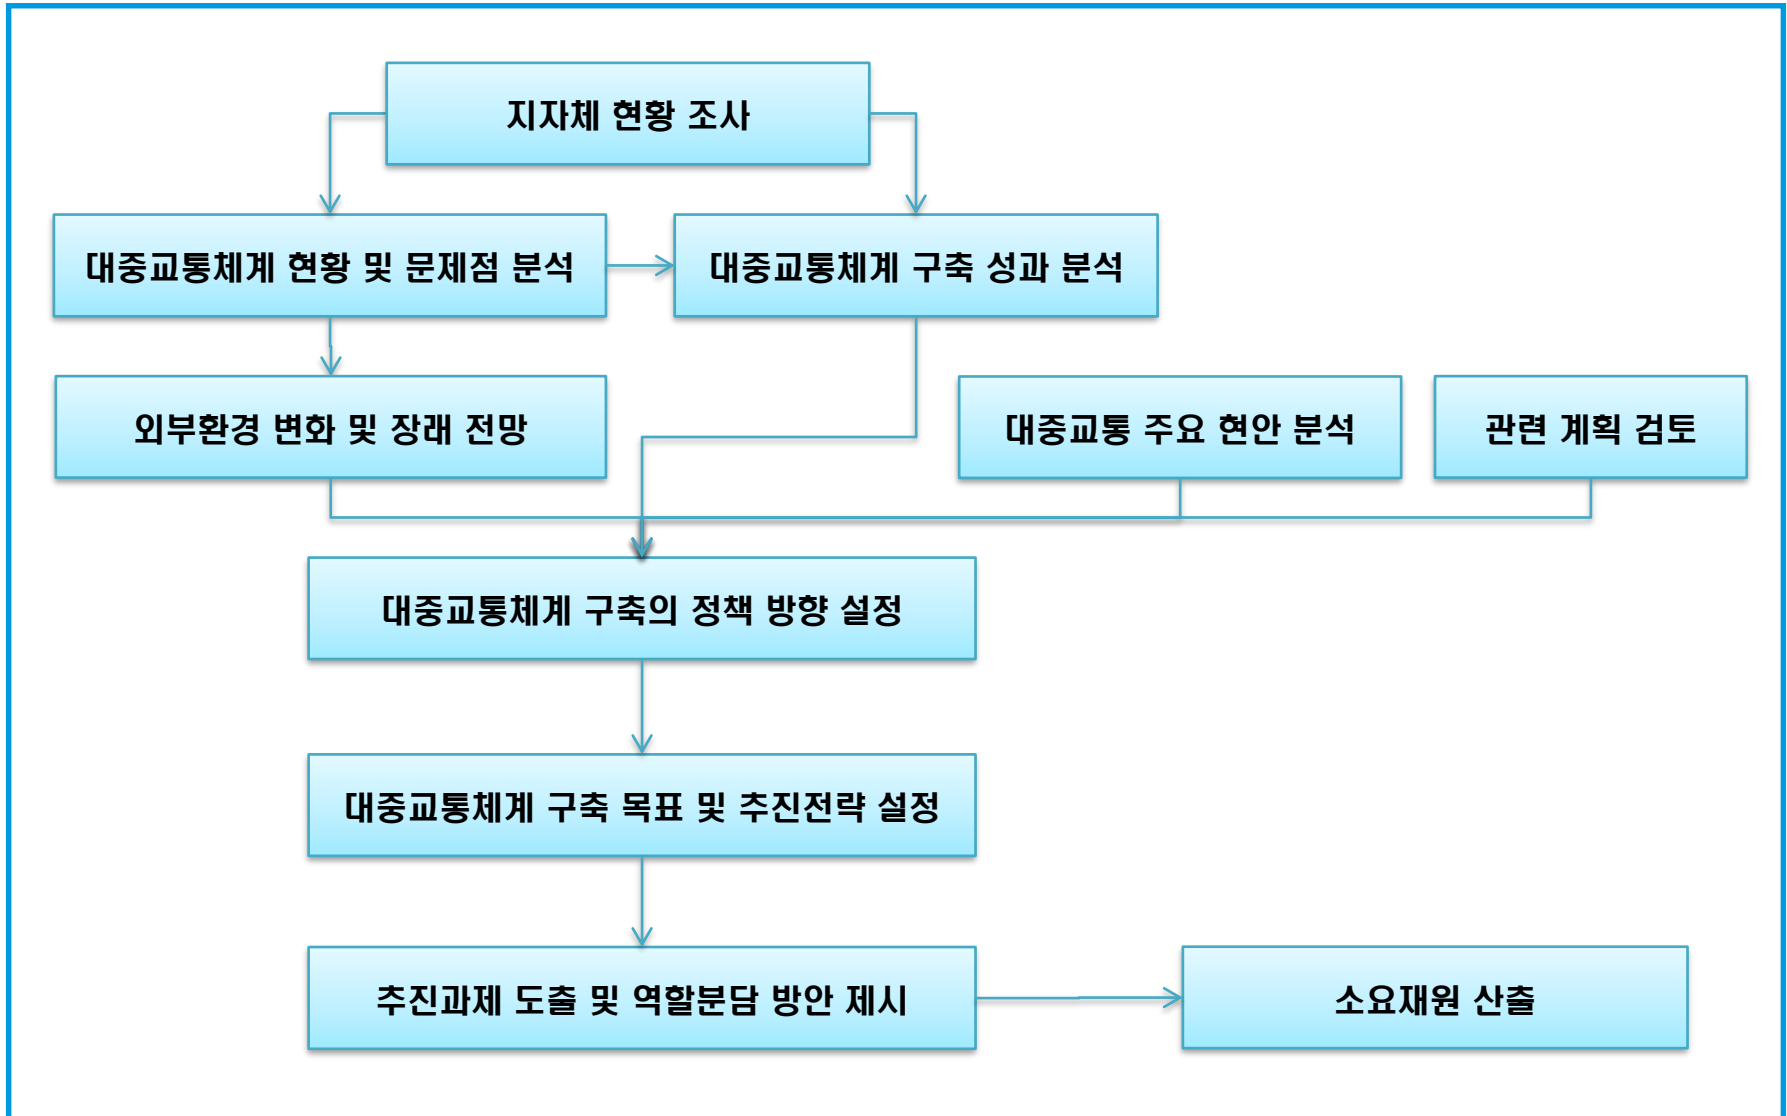 지자체 현황 조사
대중교통체계 현황 및 문제점 분석
대중교통체계 구축 성과 분석
외부환경 변화 및 장래 전망
대중교통 주요 현안 분석
관련 계획 검토
대중교통체계 구축의 정책 방향 설정
대중교통체계 구축 목표 및 추진전략 설정
추진과제 도출 및 역할분담 방안 제시
소요재원 산출